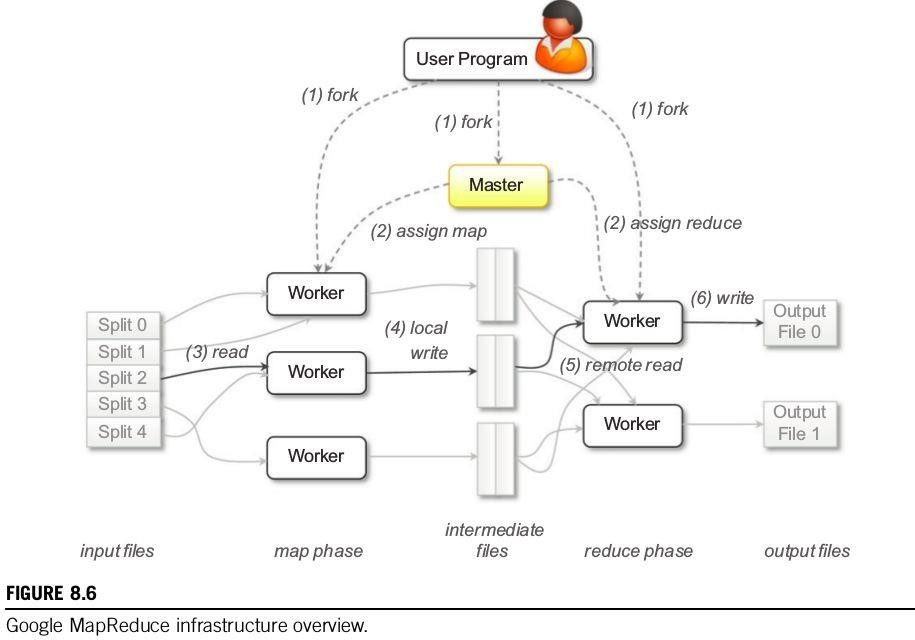 User Program
(1) fork
(1) fork
(1) fork
Master
(2) assign map
(2) assign reduce
Worker
Split 0
Split 1
Split 2
Split 3
Split 4
(3) read
Worker
Worker
(4) local
write
(5) remote read
Worker
Worker
(6) write
Output
File 0
Output
File 1
input files
map phase
intermediate
files
reduce phase
output files
FIGURE 8.6
Google MapReduce infrastructure overview.